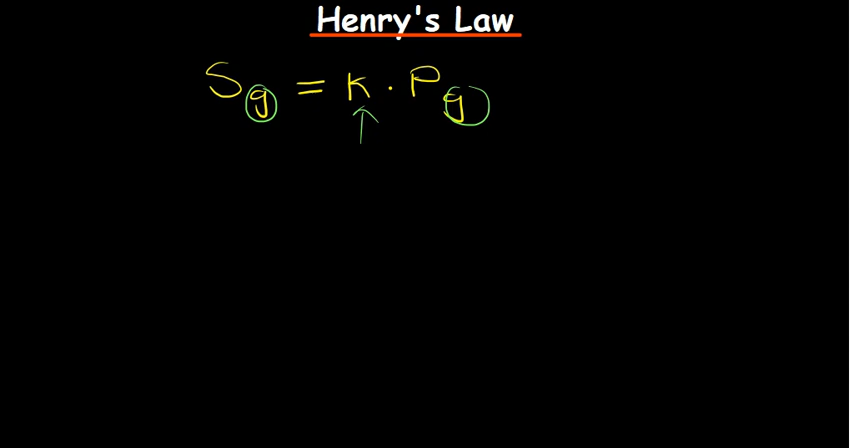 Henry's Law
Sg = k · Pg